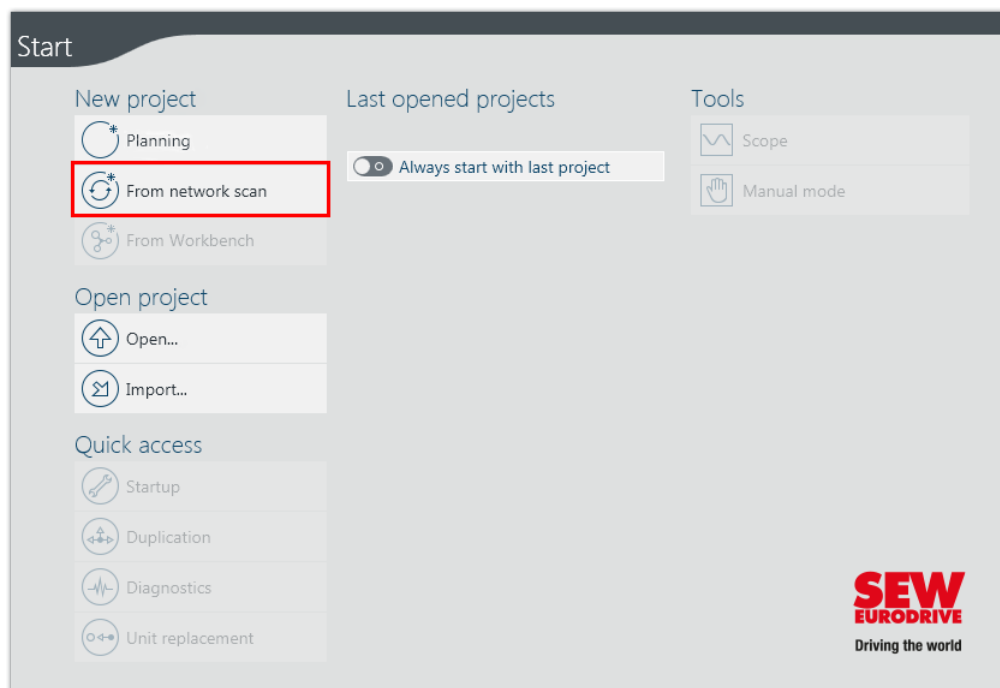 Start
New project
Planning
From network scan
From Workbench
Open project
Open...
Import...
Quick access
Startup
Duplication
Diagnostics
Unit replacement
Last opened projects
Always start with last project
Tools
Scope
Manual mode
SEW
EURODRIVE
Driving the world